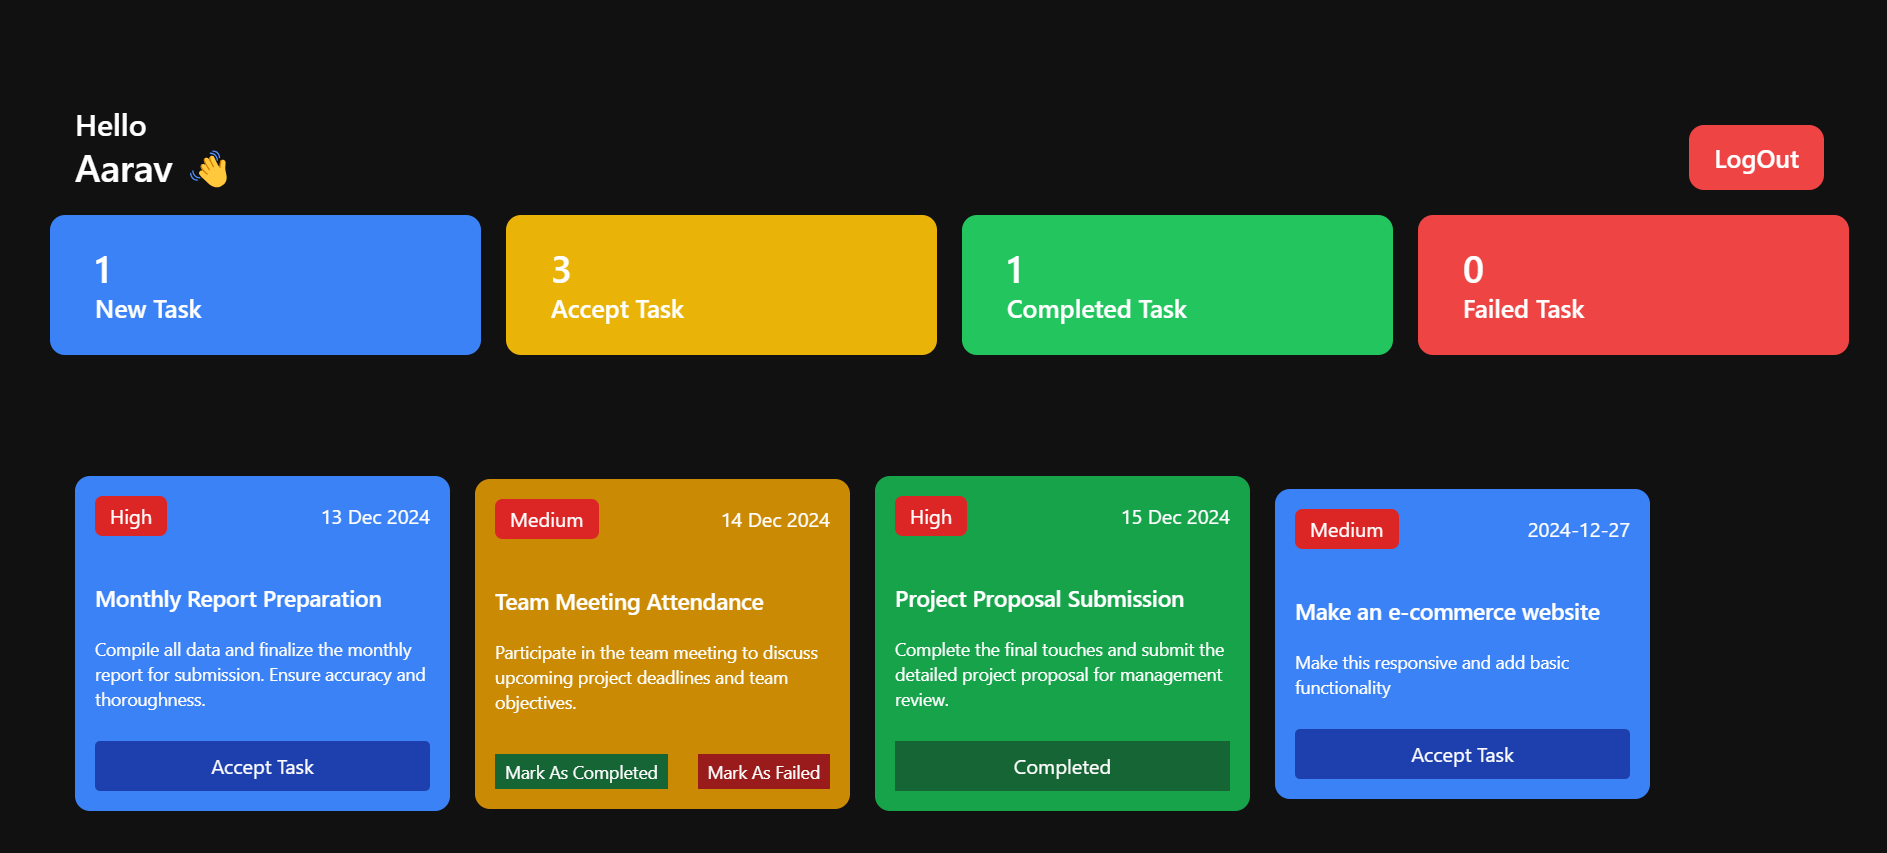 Hello
Aarav 👋
LogOut
1
New Task
3
Accept Task
1
Completed Task
0
Failed Task
High
13 Dec 2024
Monthly Report Preparation
Compile all data and finalize the monthly
report for submission. Ensure accuracy and
thoroughness.
Accept Task
Medium
14 Dec 2024
Team Meeting Attendance
Participate in the team meeting to discuss
upcoming project deadlines and team
objectives.
Mark As Completed
Mark As Failed
High
15 Dec 2024
Project Proposal Submission
Complete the final touches and submit the
detailed project proposal for management
review.
Completed
Medium
2024-12-27
Make an e-commerce website
Make this responsive and add basic
functionality
Accept Task